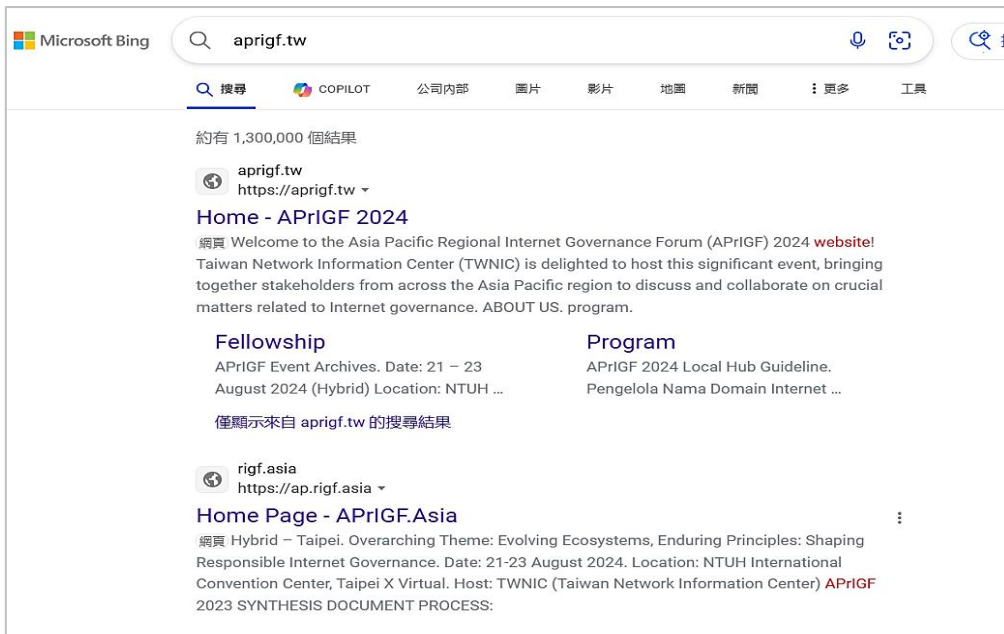 Microsoft Bing
aprigf.tw
搜尋
COPILOT
公司內部
圖片
影片
地圖
新聞
更多
工具
約有 1,300,000 個結果
aprigf.tw
https://aprigf.tw
Home - APrIGF 2024
網頁 Welcome to the Asia Pacific Regional Internet Governance Forum (APrIGF) 2024 website!
Taiwan Network Information Center (TWNIC) is delighted to host this significant event, bringing
together stakeholders from across the Asia Pacific region to discuss and collaborate on crucial
matters related to Internet governance. ABOUT US. program.
Fellowship
APrIGF Event Archives. Date: 21 – 23
August 2024 (Hybrid) Location: NTUH ...
Program
APrIGF 2024 Local Hub Guideline.
Pengelola Nama Domain Internet ...
僅顯示來自 aprigf.tw 的搜尋結果
rigf.asia
https://ap.rigf.asia
Home Page - APrIGF.Asia
網頁 Hybrid – Taipei. Overarching Theme: Evolving Ecosystems, Enduring Principles: Shaping
Responsible Internet Governance. Date: 21-23 August 2024. Location: NTUH International
Convention Center, Taipei X Virtual. Host: TWNIC (Taiwan Network Information Center) APrIGF
2023 SYNTHESIS DOCUMENT PROCESS: